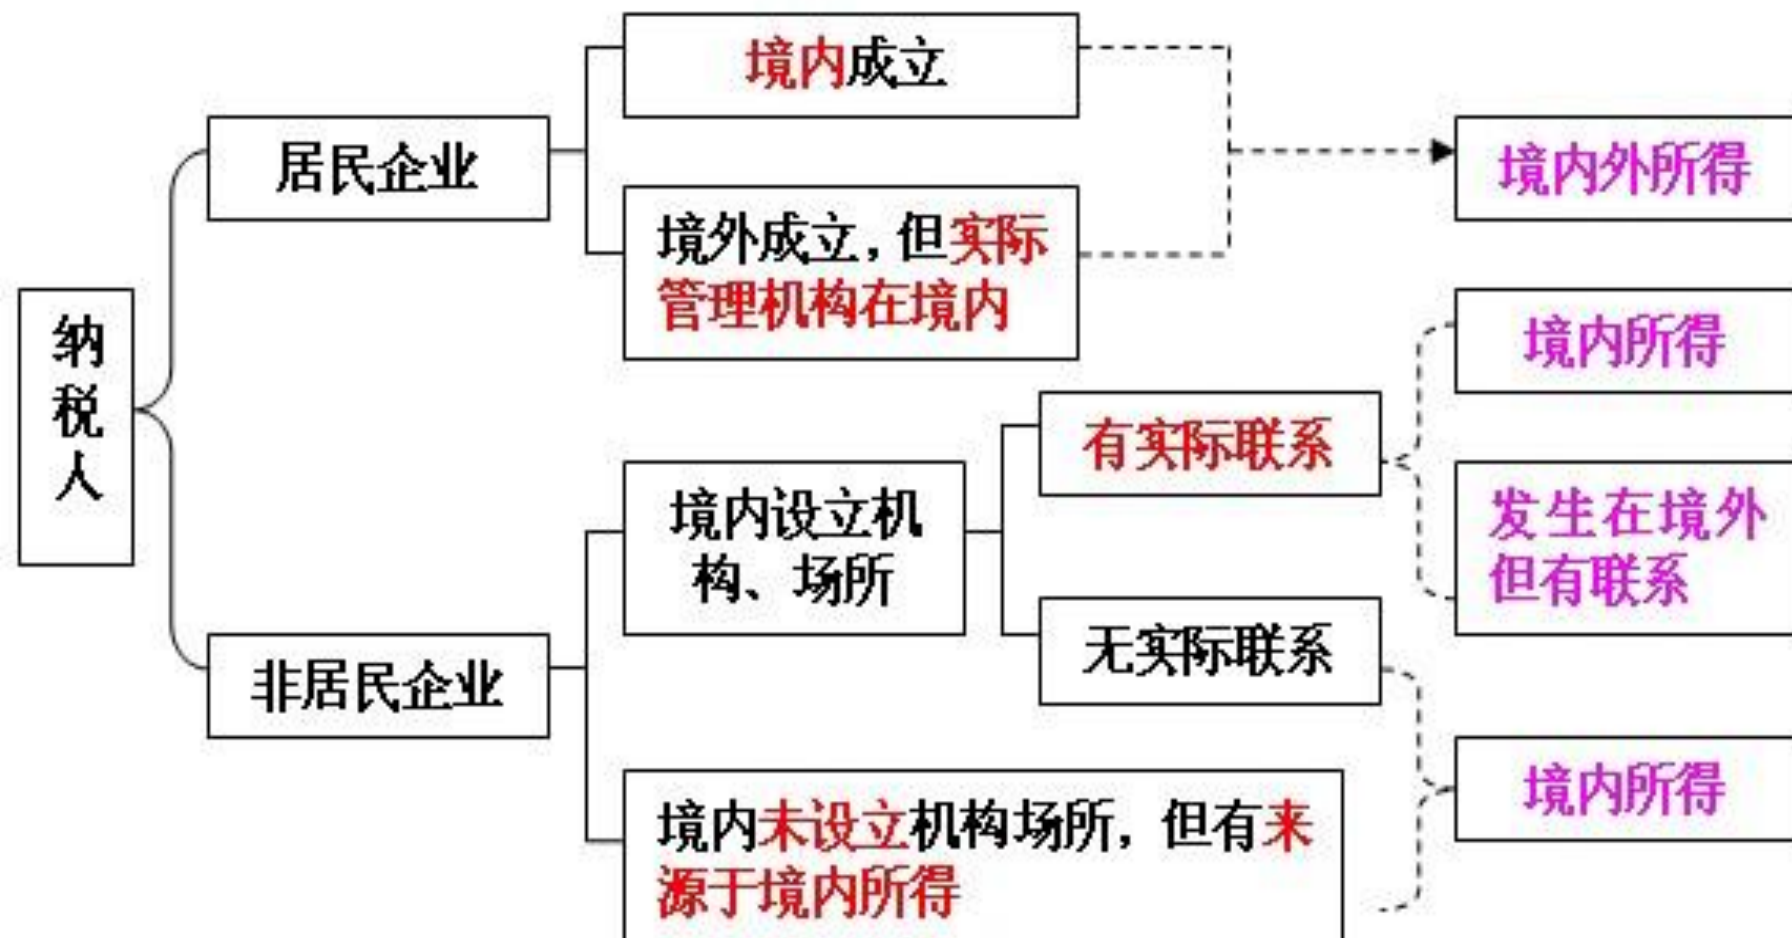 纳
税
人
居民企业
境内成立
境外成立,但实际
管理机构在境内
境内外所得
非居民企业
境内设立机
构、场所
有实际联系
境内所得
发生在境外
但有联系
无实际联系
境内未设立机构场所,但有来
源于境内所得
境内所得